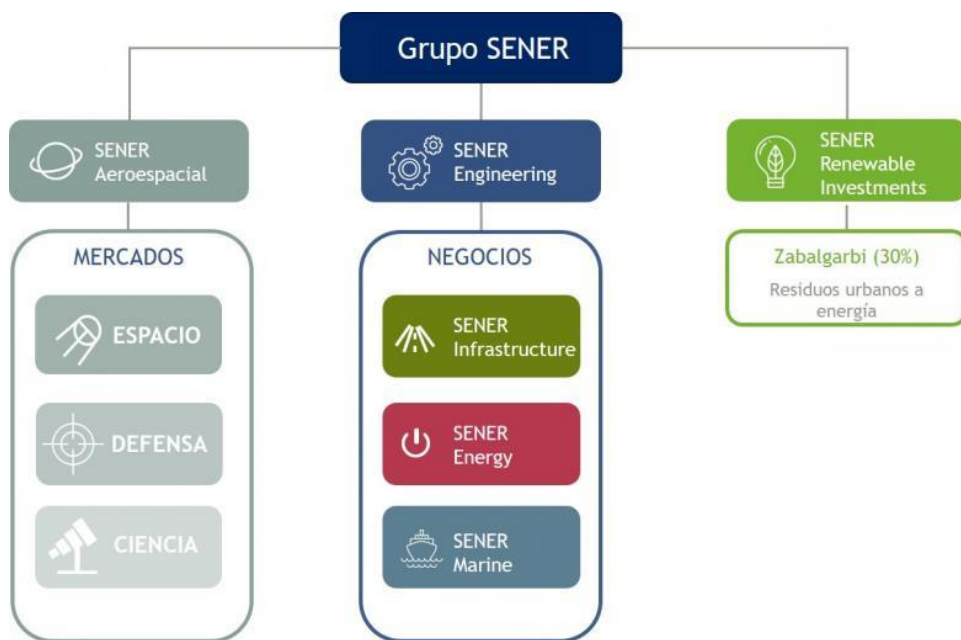 Grupo SENER
SENER
Aeroespacial
MERCADOS
ESPACIO
DEFENSA
CIENCIA
SENER
Engineering
NEGOCIOS
SENER
Infrastructure
SENER
Energy
SENER
Marine
SENER
Renewable
Investments
Zabalgarbi (30%)
Residuos urbanos a
energía